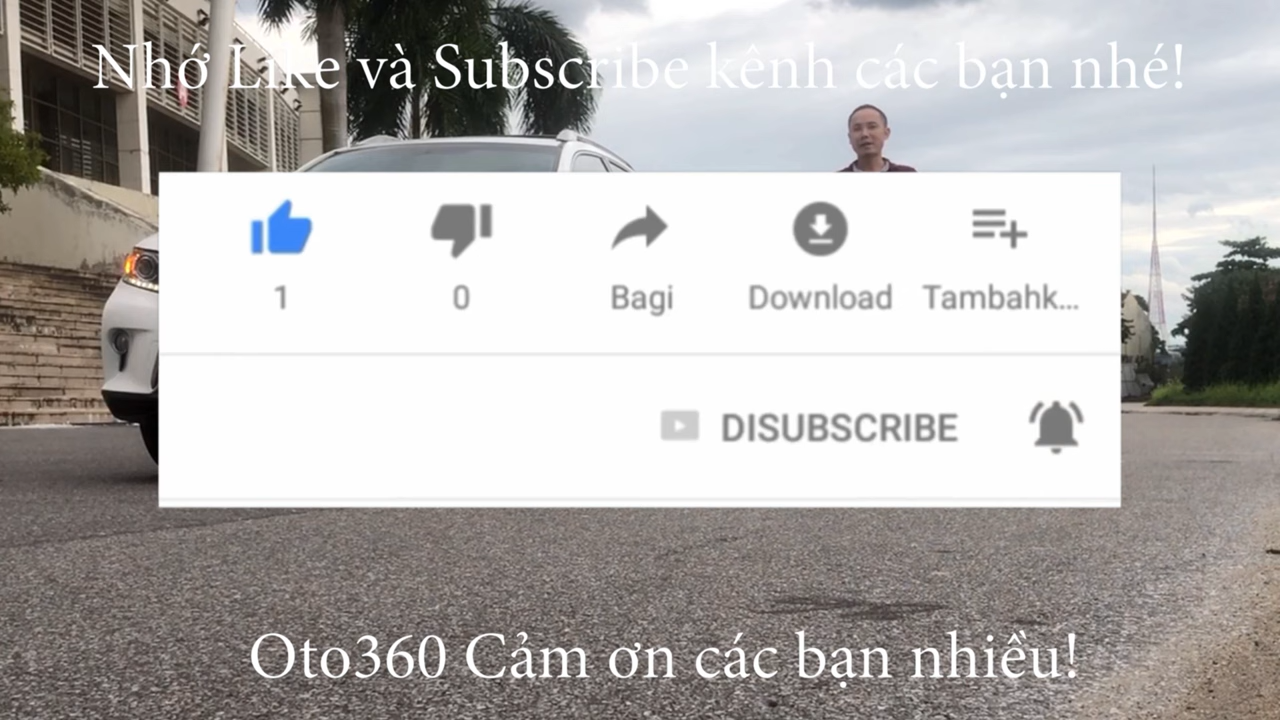 Nhớ Like và Subscribe kênh các bạn nhé!
1 0 Bagi Download Tambahk...
DISUBSCRIBE
Oto360 Cảm ơn các bạn nhiều!